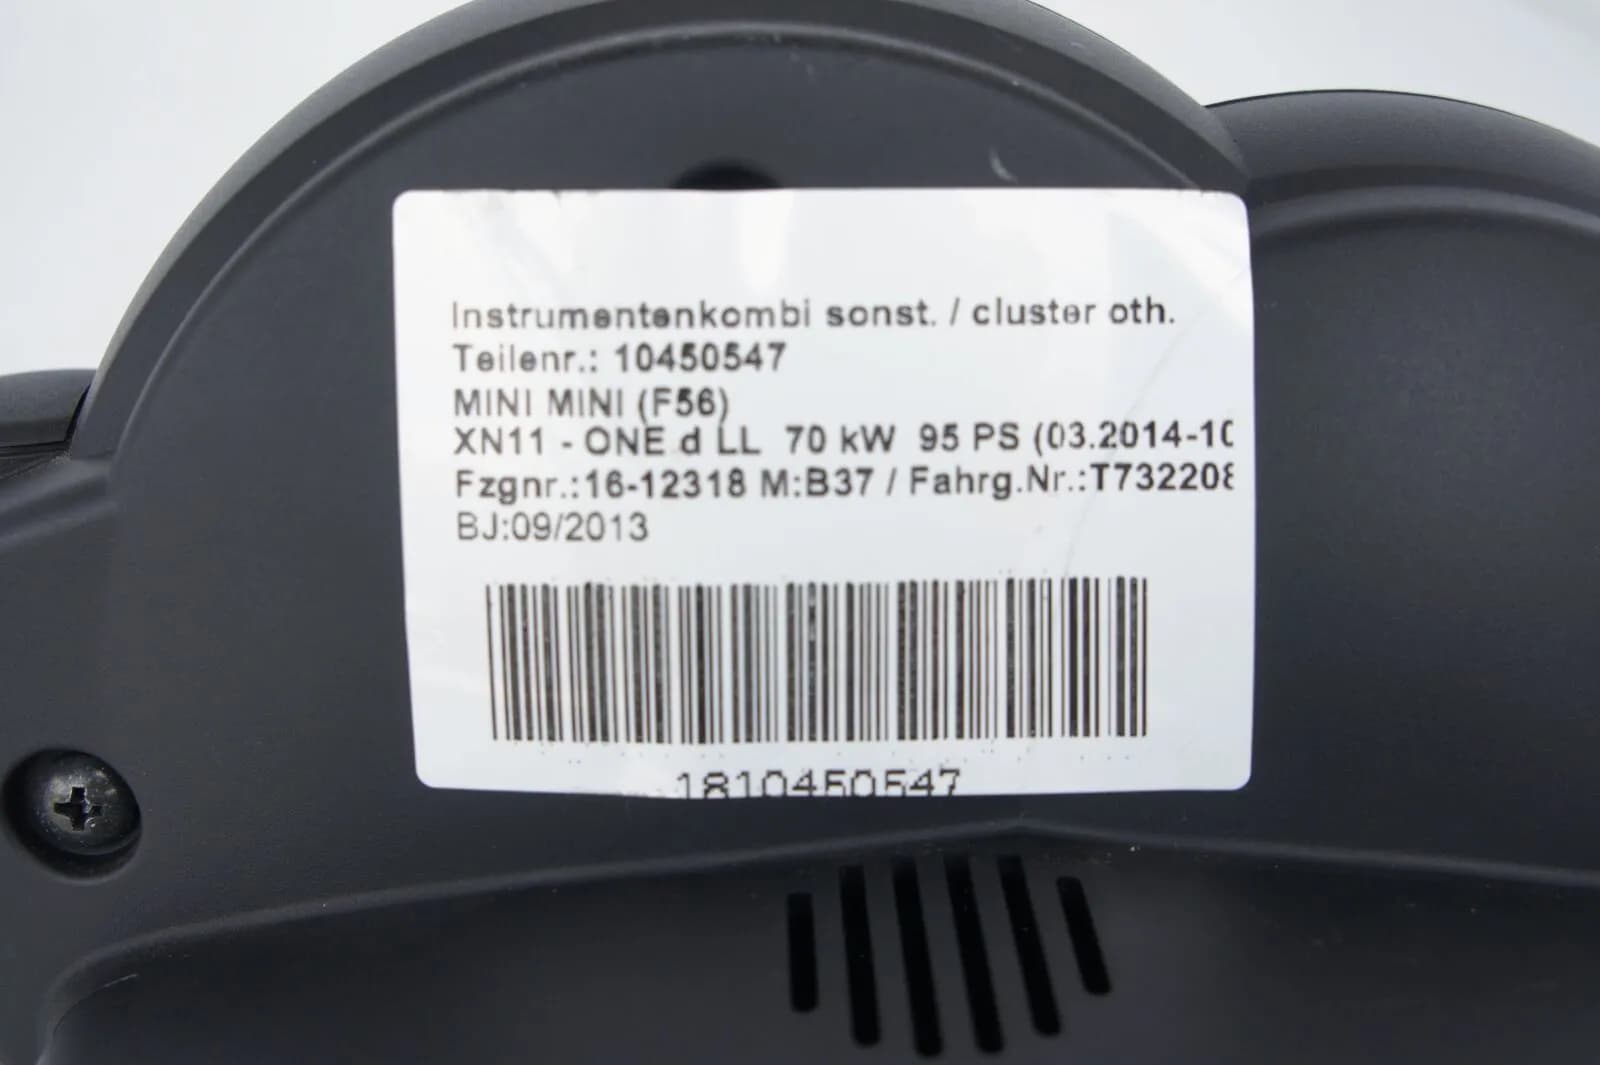 Instrumentenkombi sonst. / cluster oth.
Teilenr.: 10450547
MINI MINI (F56)
XN11 - ONE d LL 70 kW 95 PS (03.2014-10
Fzgnr.:16-12318 M:B37 / Fahrg.Nr.:T732208
BJ:09/2013
1810450547